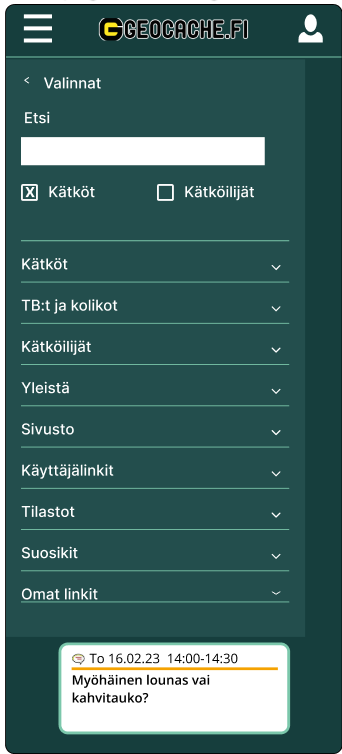 GGEOCACHE.FI
< Valinnat
Etsi
X Kätköt
Kätköilijät
Kätköt
TB:t ja kolikot
Kätköilijät
Yleistä
Sivusto
Käyttäjälinkit
Tilastot
Suosikit
Omat linkit
To 16.02.23 14:00-14:30
Myöhäinen lounas vai
kahvitauko?